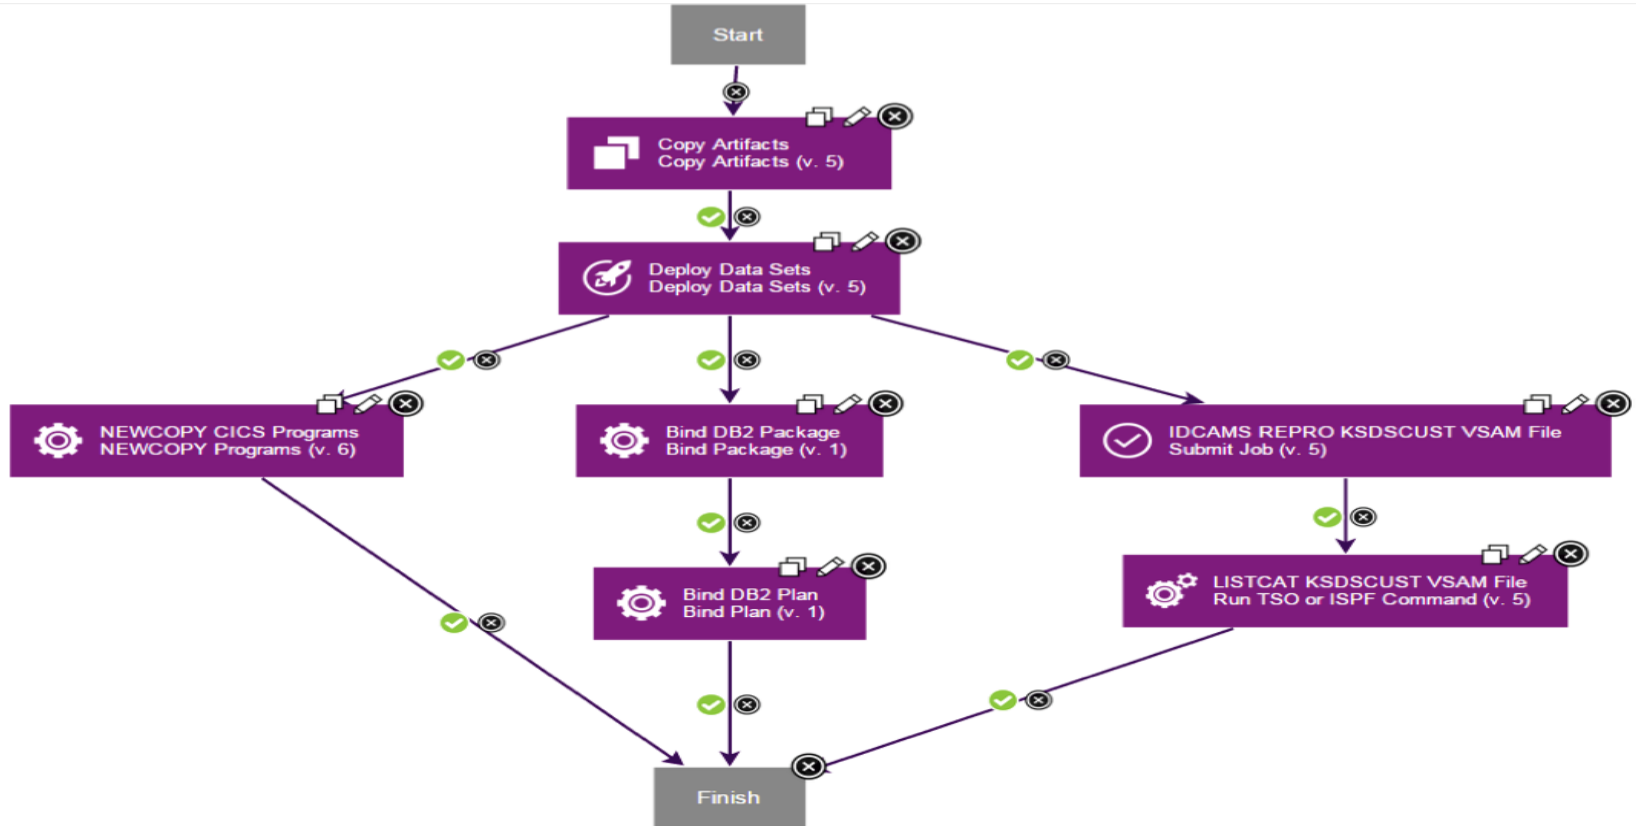 Start
Copy Artifacts
Copy Artifacts (v. 5)
Deploy Data Sets
Deploy Data Sets (v. 5)
NEWCOPY CICS Programs
NEWCOPY Programs (v. 6)
Bind DB2 Package
Bind Package (v. 1)
IDCAMS REPRO KSDSCUST VSAM File
Submit Job (v. 5)
Bind DB2 Plan
Bind Plan (v. 1)
LISTCAT KSDSCUST VSAM File
Run TSO or ISPF Command (v. 5)
Finish